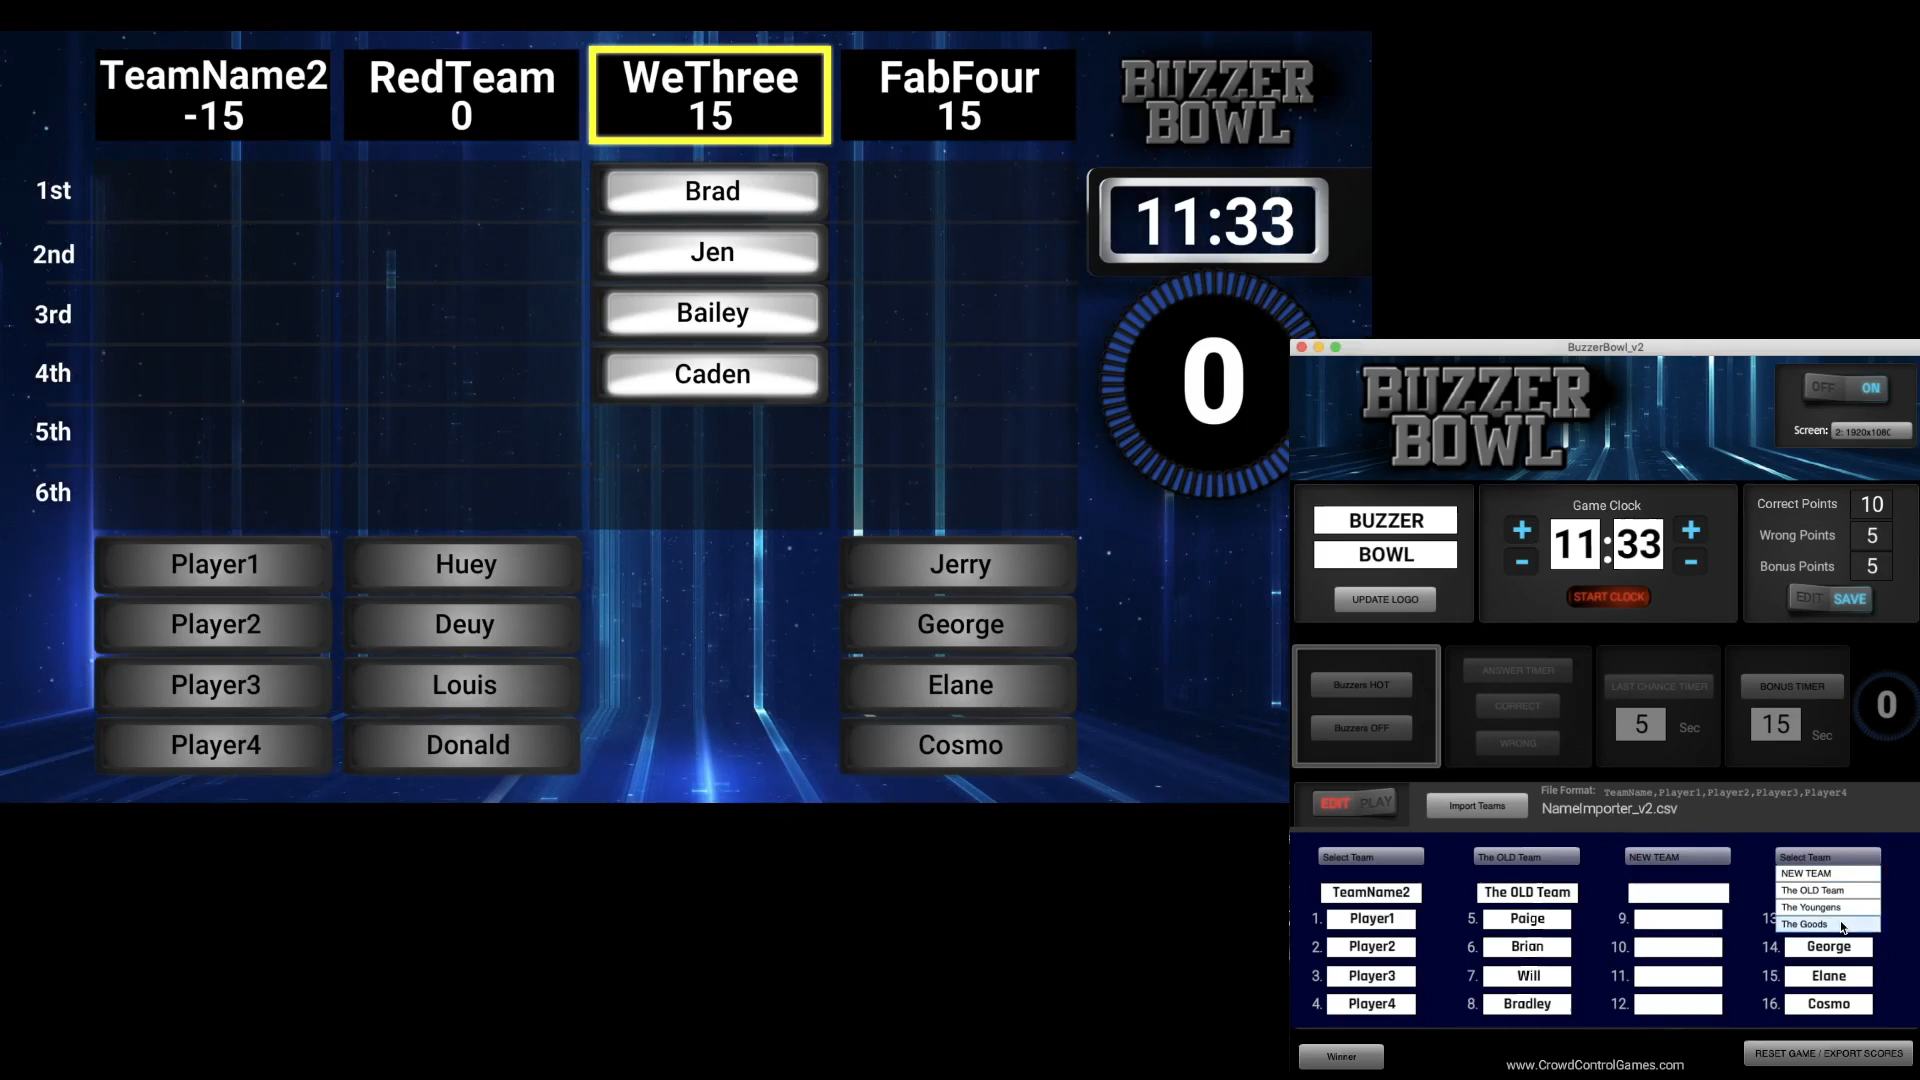 TeamName2
-15
RedTeam
0
WeThree
15
FabFour
15
BUZZER
BOWL
1st
2nd
3rd
4th
5th
6th
Brad
Jen
Bailey
Caden
11:33
0
Player1
Player2
Player3
Player4
Huey
Deuy
Louis
Donald
Jerry
George
Elane
Cosmo
BuzzerBowl_v2
BUZZER
BOWL
OFF ON
Screen: 2: 1920x108
BUZZER
BOWL
UPDATE LOGO
Game Clock
+ 11:33 +
- -
START CLOCK
Correct Points 10
Wrong Points 5
Bonus Points 5
EDIT SAVE
Buzzers HOT
Buzzers OFF
ANSWER TIMER
CORRECT
WRONG
LAST CHANCE TIMER
5 Sec
BONUS TIMER
15 Sec
0
EDIT PLAY
Import Teams
File Format: TeamName,Player1,Player2,Player3,Player4
NameImporter_v2.csv
Select Team
TeamName2
1. Player1
2. Player2
3. Player3
4. Player4
The OLD Team
The OLD Team
5. Paige
6. Brian
7. Will
8. Bradley
NEW TEAM
9.
10.
11.
12.
Select Team
NEW TEAM
The OLD Team
The Youngens
The Goods
13
14. George
15. Elane
16. Cosmo
Winner
www.CrowdControlGames.com
RESET GAME / EXPORT SCORES